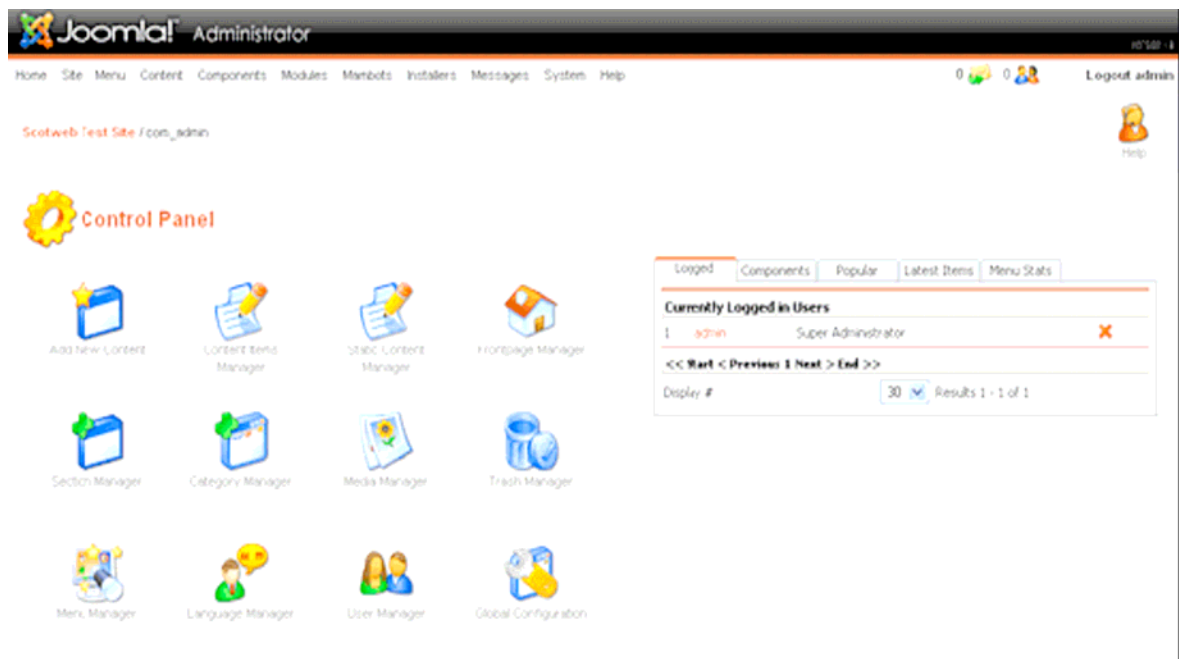 Joomla! Administrator
Home Site Menu Content Components Modules Mambots Installers Messages System Help 0 0 Logout admin
Scotweb Test Site / com_admin
Help
Control Panel
Logged Components Popular Latest Items Menu Stats
Currently Logged in Users
1 admin Super Administrator
<< Start < Previous 1 Next > End >>
Display # 30 Results 1 - 1 of 1
Add New Content Content Items Manager Static Content Manager Frontpage Manager
Section Manager Category Manager Media Manager Trash Manager
Menu Manager Language Manager User Manager Global Configuration